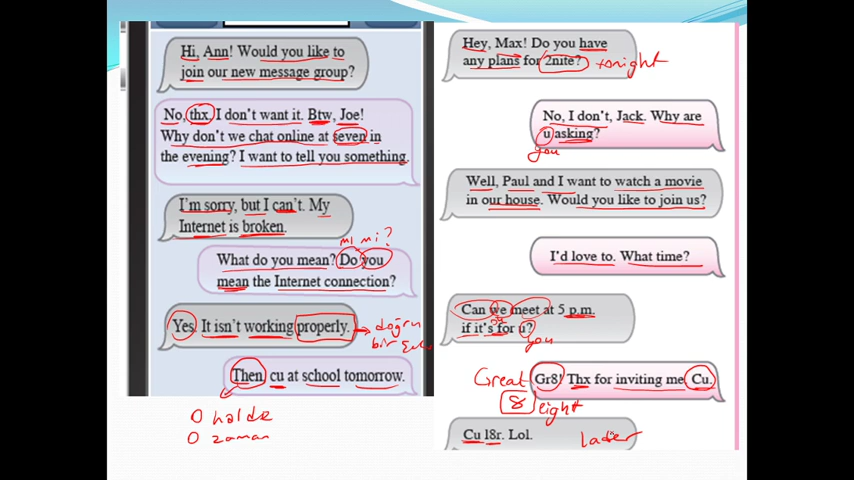 Hi, Ann! Would you like to
join our new message group?
No, thx. I don't want it. Btw, Joe!
Why don't we chat online at seven in
the evening? I want to tell you something.
I'm sorry, but I can't. My
Internet is broken.
mı mi?
What do you mean? Do you
mean the Internet connection?
Yes. It isn't working properly.
doğru
bir
Then, cu at school tomorrow.
O halde
O zaman
Hey, Max! Do you have
any plans for 2nite?
tonight
No, I don't, Jack. Why are
u asking?
you
Well, Paul and I want to watch a movie
in our house. Would you like to join us?
I'd love to. What time?
Can we meet at 5 p.m.
if it's for u?
you
Great
Gr8! Thx for inviting me Cu.
8 eight
Cu l8r. Lol.